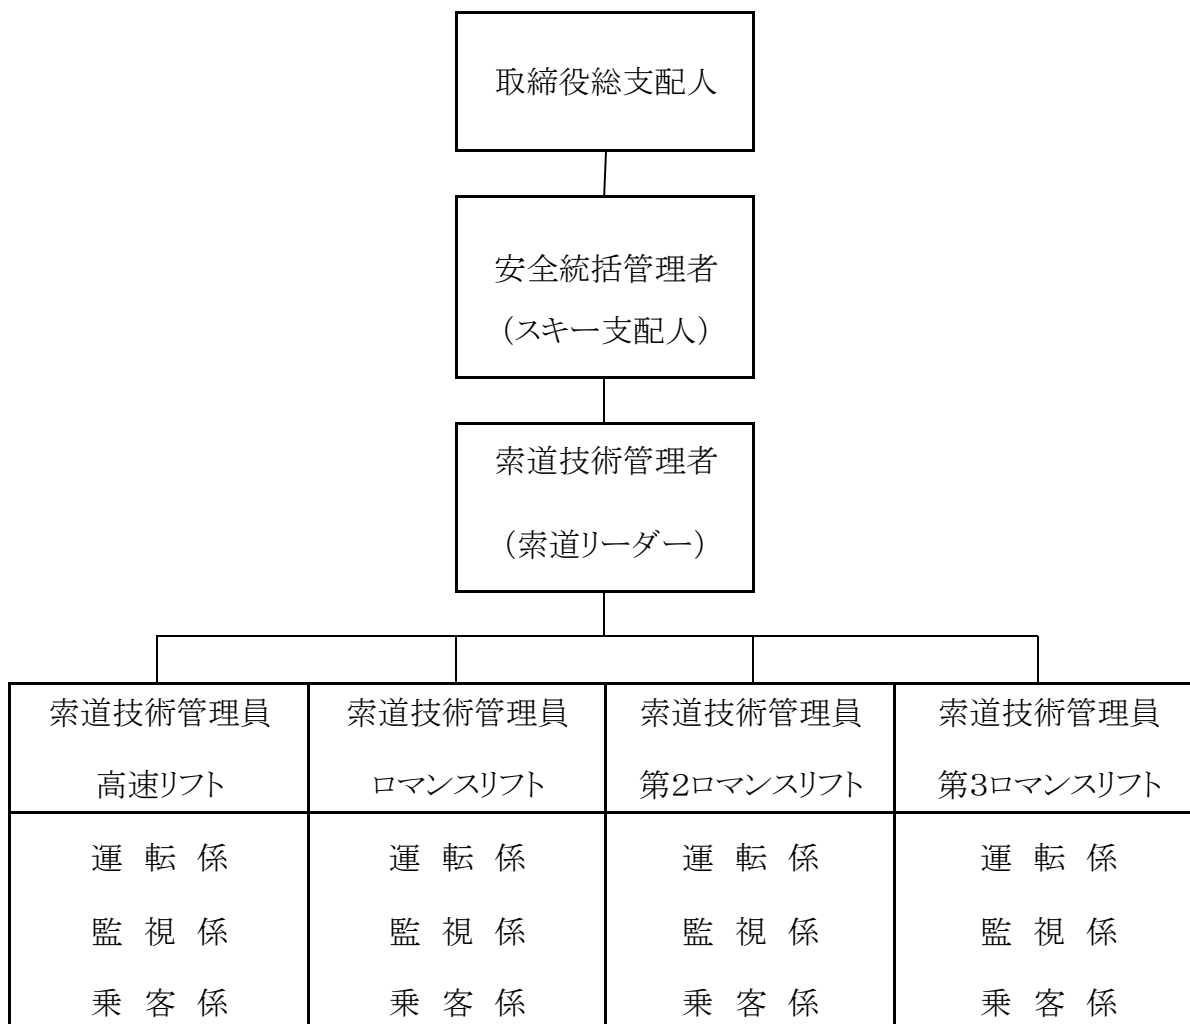 取締役総支配人
安全統括管理者
（スキー支配人）
索道技術管理者
（索道リーダー）
索道技術管理員 索道技術管理員 索道技術管理員 索道技術管理員
高速リフト ロマンスリフト 第2ロマンスリフト 第3ロマンスリフト
運 転 係 運 転 係 運 転 係 運 転 係
監 視 係 監 視 係 監 視 係 監 視 係
乗 客 係 乗 客 係 乗 客 係 乗 客 係